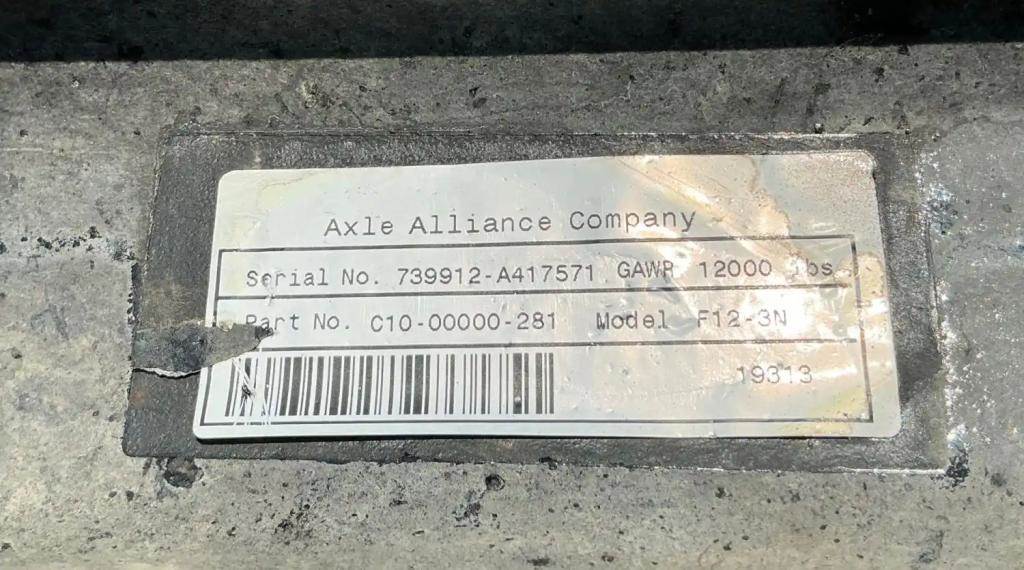 Axle Alliance Company
Serial No. 739912-A417571 GAWR 12000 lbs
Part No. C10-00000-281 Model F12-3N
19313